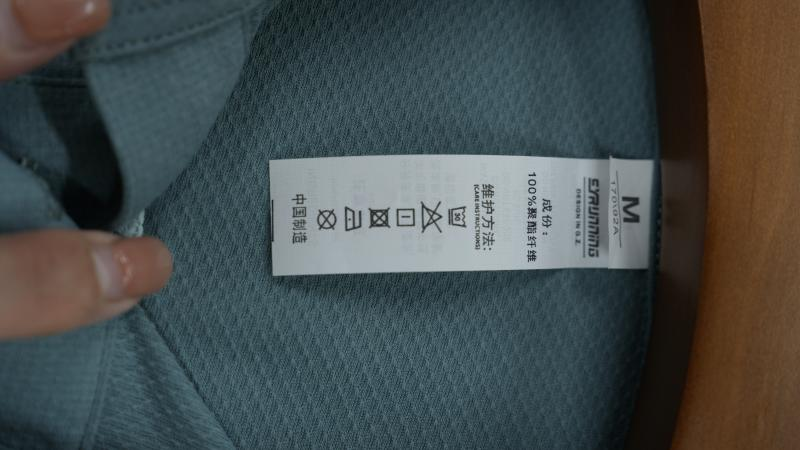 M
170/92A
SYRUNNING
DESIGN IN G.Z.
成份：
100%聚酯纤维
维护方法:
(CARE INSTRUCTIONS)
30
中国制造